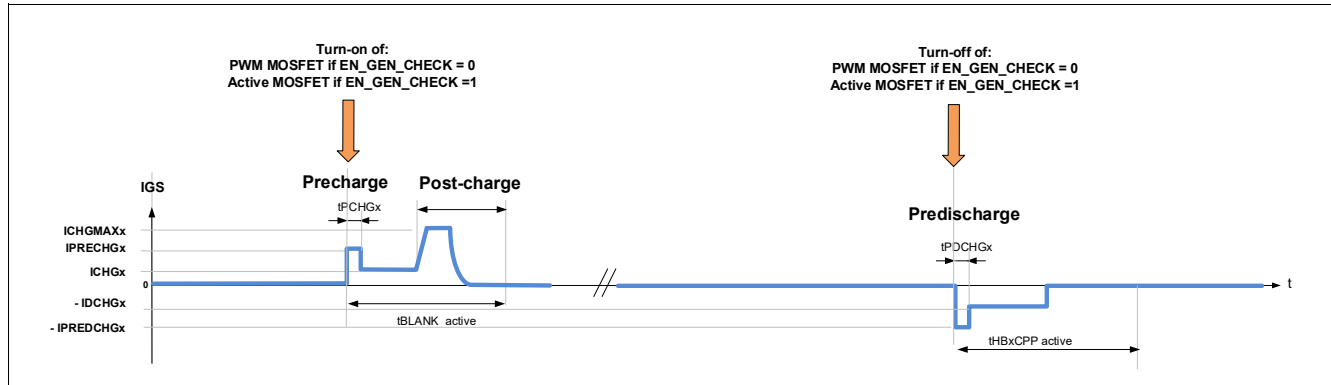 Turn-on of:
PWM MOSFET if EN_GEN_CHECK = 0
Active MOSFET if EN_GEN_CHECK =1
Turn-off of:
PWM MOSFET if EN_GEN_CHECK = 0
Active MOSFET if EN_GEN_CHECK =1
Precharge
Post-charge
IGS
tPCHGx
Predischarge
ICHGMAXx
IPRECHGx
tPDCHGx
ICHGx
0
t
- IDCHGx
- IPREDCHGx
tBLANK active
tHBxCPP active